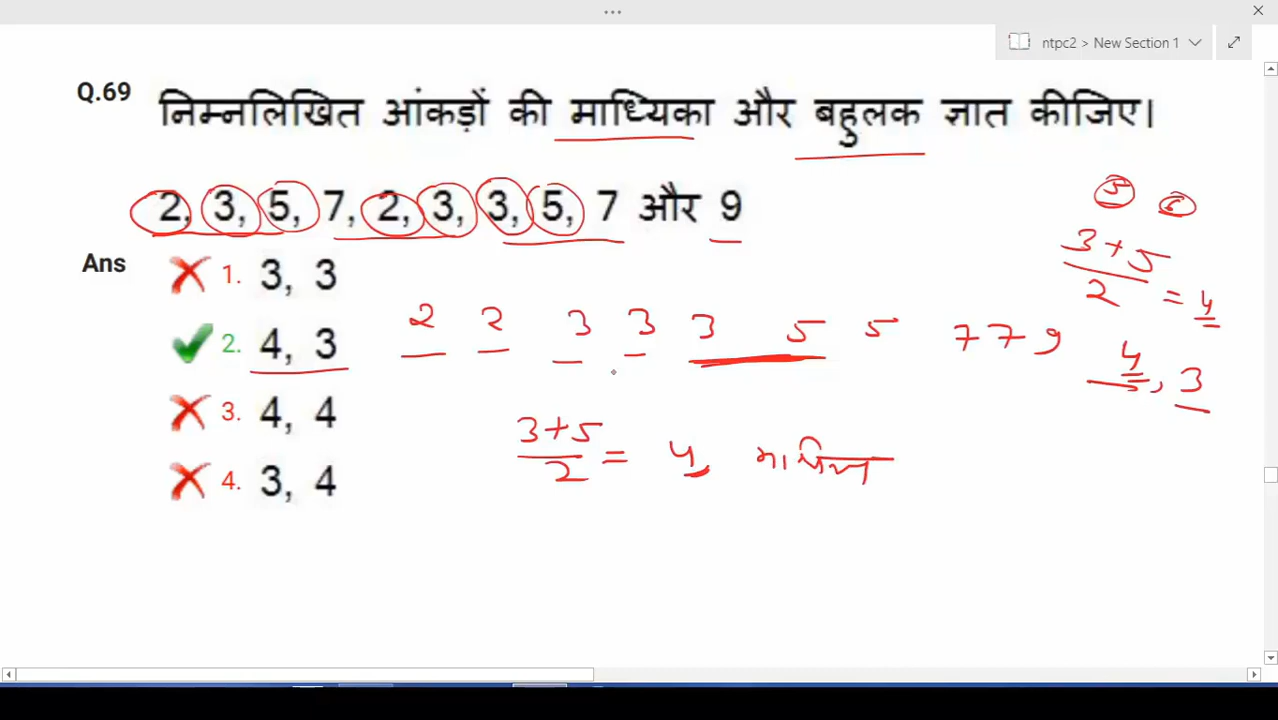 ntpc2 > New Section 1
Q.69 निम्नलिखित आंकड़ों की माध्यिका और बहुलक ज्ञात कीजिए।
2, 3, 5, 7, 2, 3, 3, 5, 7 और 9
5 6
3+5
2 = 4
Ans
1. 3, 3
2. 4, 3
3. 4, 4
4. 3, 4
2 2 3 3 3 5 5 7 7 9
4, 3
3+5
2 = 4